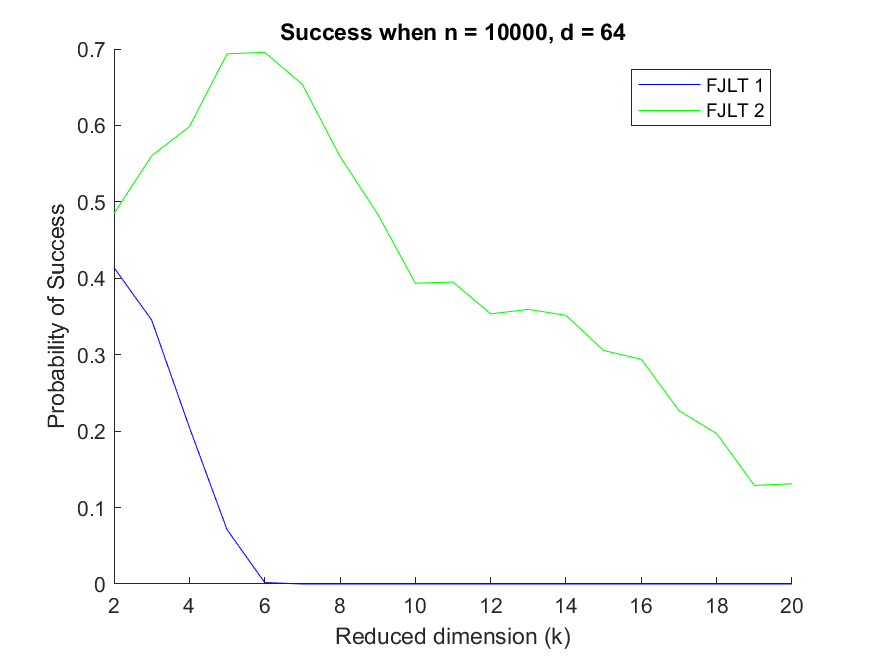 Success when n = 10000, d = 64
FJLT 1
FJLT 2
Probability of Success
0.7
0.6
0.5
0.4
0.3
0.2
0.1
0
2 4 6 8 10 12 14 16 18 20
Reduced dimension (k)